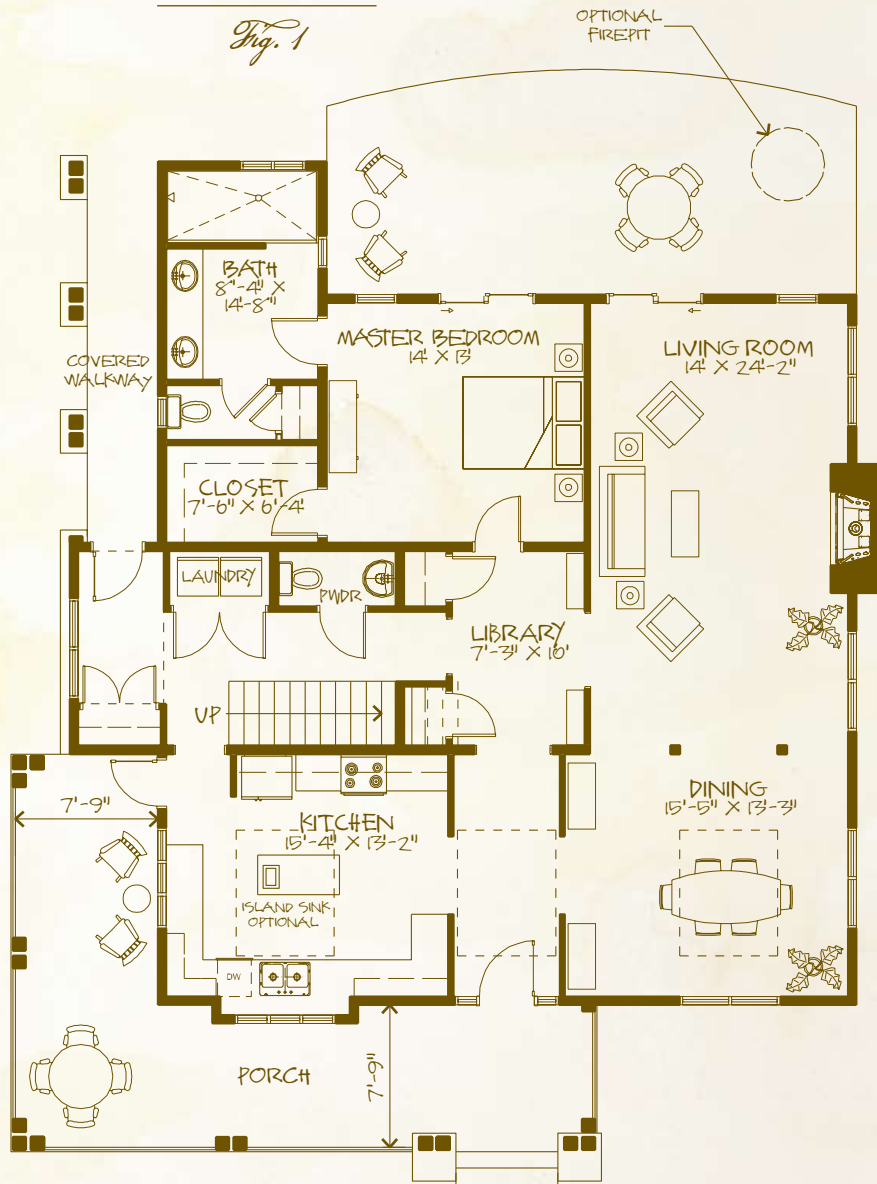 Fig. 1
OPTIONAL
FIREPIT
BATH
8'-4" X
14'-8"
MASTER BEDROOM
14' X 13'
LIVING ROOM
14' X 24'-2"
COVERED
WALKWAY
CLOSET
7'-6" X 6'-4"
LAUNDRY
PWDR
LIBRARY
7'-3" X 10'
UP
7'-9"
KITCHEN
15'-4" X 13'-2"
DINING
15'-5" X 13'-3"
ISLAND SINK
OPTIONAL
DW
PORCH
7'-9"